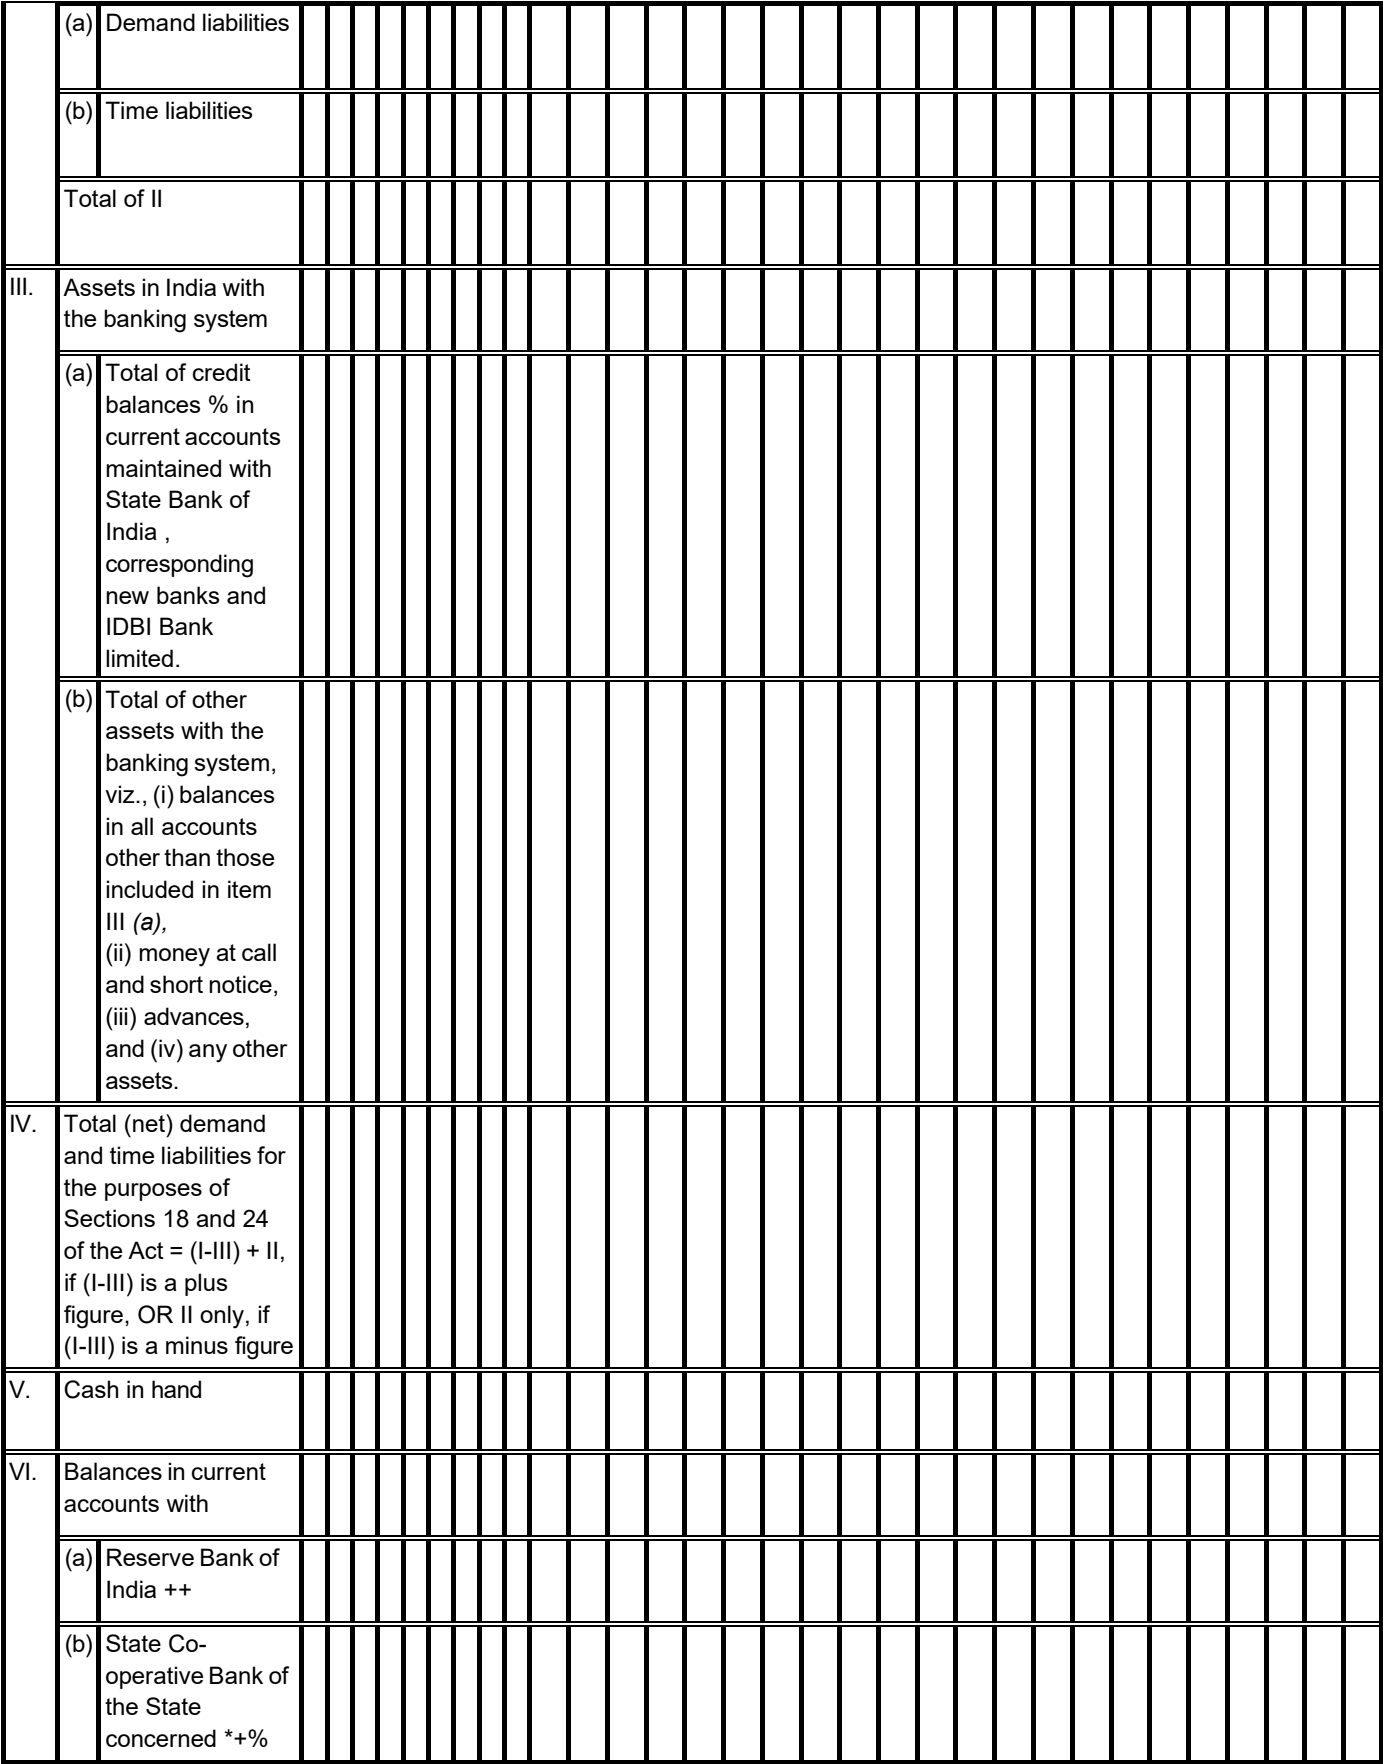 (a) Demand liabilities
(b) Time liabilities
Total of II
III. Assets in India with
the banking system
(a) Total of credit
balances % in
current accounts
maintained with
State Bank of
India ,
corresponding
new banks and
IDBI Bank
limited.
(b) Total of other
assets with the
banking system,
viz., (i) balances
in all accounts
other than those
included in item
III (a),
(ii) money at call
and short notice,
(iii) advances,
and (iv) any other
assets.
IV. Total (net) demand
and time liabilities for
the purposes of
Sections 18 and 24
of the Act = (I-III) + II,
if (I-III) is a plus
figure, OR II only, if
(I-III) is a minus figure
V. Cash in hand
VI. Balances in current
accounts with
(a) Reserve Bank of
India ++
(b) State Co-
operative Bank of
the State
concerned *+%